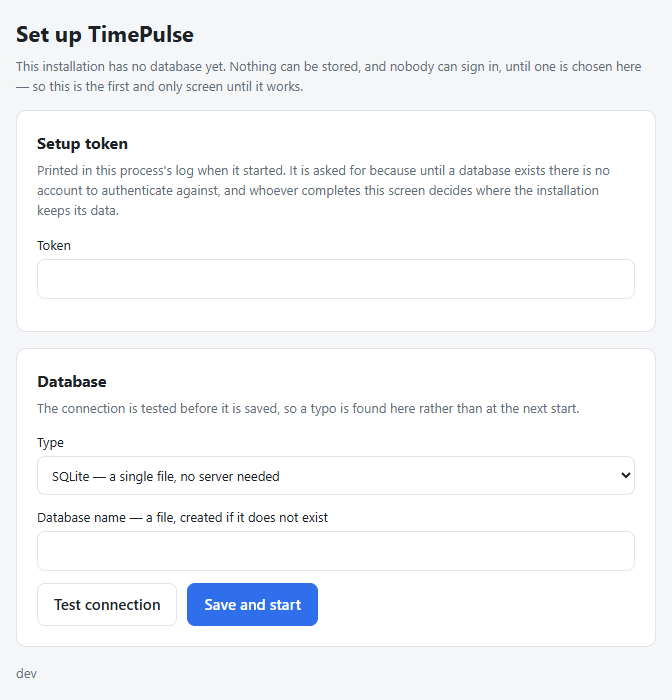 Set up TimePulse
This installation has no database yet. Nothing can be stored, and nobody can sign in, until one is chosen here
— so this is the first and only screen until it works.
Setup token
Printed in this process's log when it started. It is asked for because until a database exists there is no
account to authenticate against, and whoever completes this screen decides where the installation
keeps its data.
Token
Database
The connection is tested before it is saved, so a typo is found here rather than at the next start.
Type
SQLite — a single file, no server needed
Database name — a file, created if it does not exist
Test connection
Save and start
dev